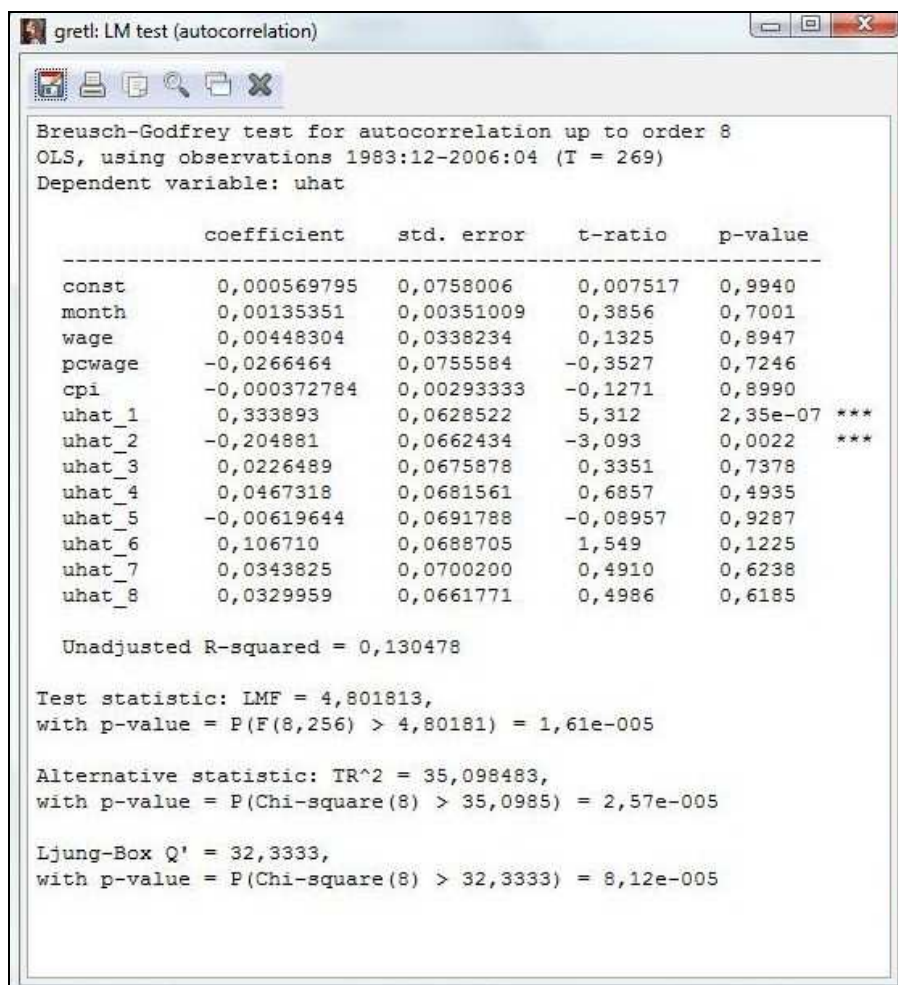 gretl: LM test (autocorrelation)
Breusch-Godfrey test for autocorrelation up to order 8
OLS, using observations 1983:12-2006:04 (T = 269)
Dependent variable: uhat
coefficient std. error t-ratio p-value
---------------------------------------------------------------
const 0,000569795 0,0758006 0,007517 0,9940
month 0,00135351 0,00351009 0,3856 0,7001
wage 0,00448304 0,0338234 0,1325 0,8947
pcwage -0,0266464 0,0755584 -0,3527 0,7246
cpi -0,000372784 0,00293333 -0,1271 0,8990
uhat_1 0,333893 0,0628522 5,312 2,35e-07 ***
uhat_2 -0,204881 0,0662434 -3,093 0,0022 ***
uhat_3 0,0226489 0,0675878 0,3351 0,7378
uhat_4 0,0467318 0,0681561 0,6857 0,4935
uhat_5 -0,00619644 0,0691788 -0,08957 0,9287
uhat_6 0,106710 0,0688705 1,549 0,1225
uhat_7 0,0343825 0,0700200 0,4910 0,6238
uhat_8 0,0329959 0,0661771 0,4986 0,6185
Unadjusted R-squared = 0,130478
Test statistic: LMF = 4,801813,
with p-value = P(F(8,256) > 4,80181) = 1,61e-005
Alternative statistic: TR^2 = 35,098483,
with p-value = P(Chi-square(8) > 35,0985) = 2,57e-005
Ljung-Box Q' = 32,3333,
with p-value = P(Chi-square(8) > 32,3333) = 8,12e-005